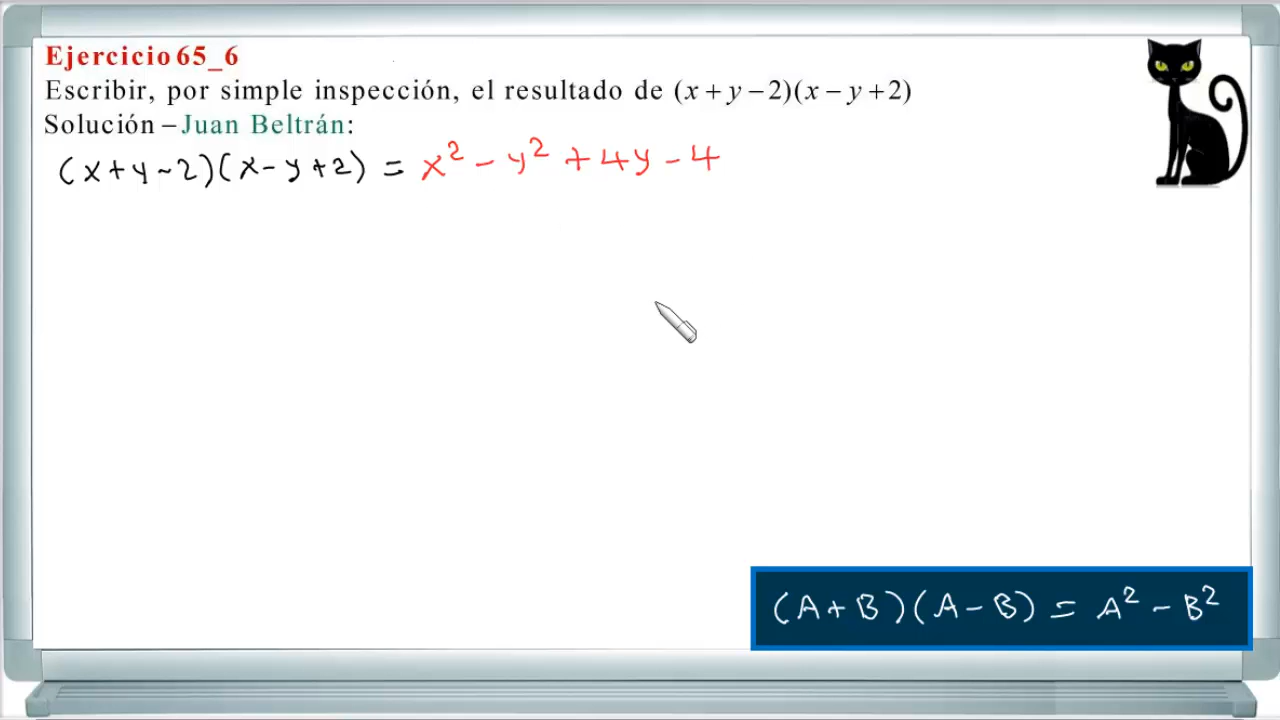 Ejercicio 65_6
Escribir, por simple inspección, el resultado de (x + y − 2)(x − y + 2)
Solución – Juan Beltrán:
(x + y − 2)(x − y + 2) = x² − y² + 4y − 4
(A + B)(A − B) = A² − B²